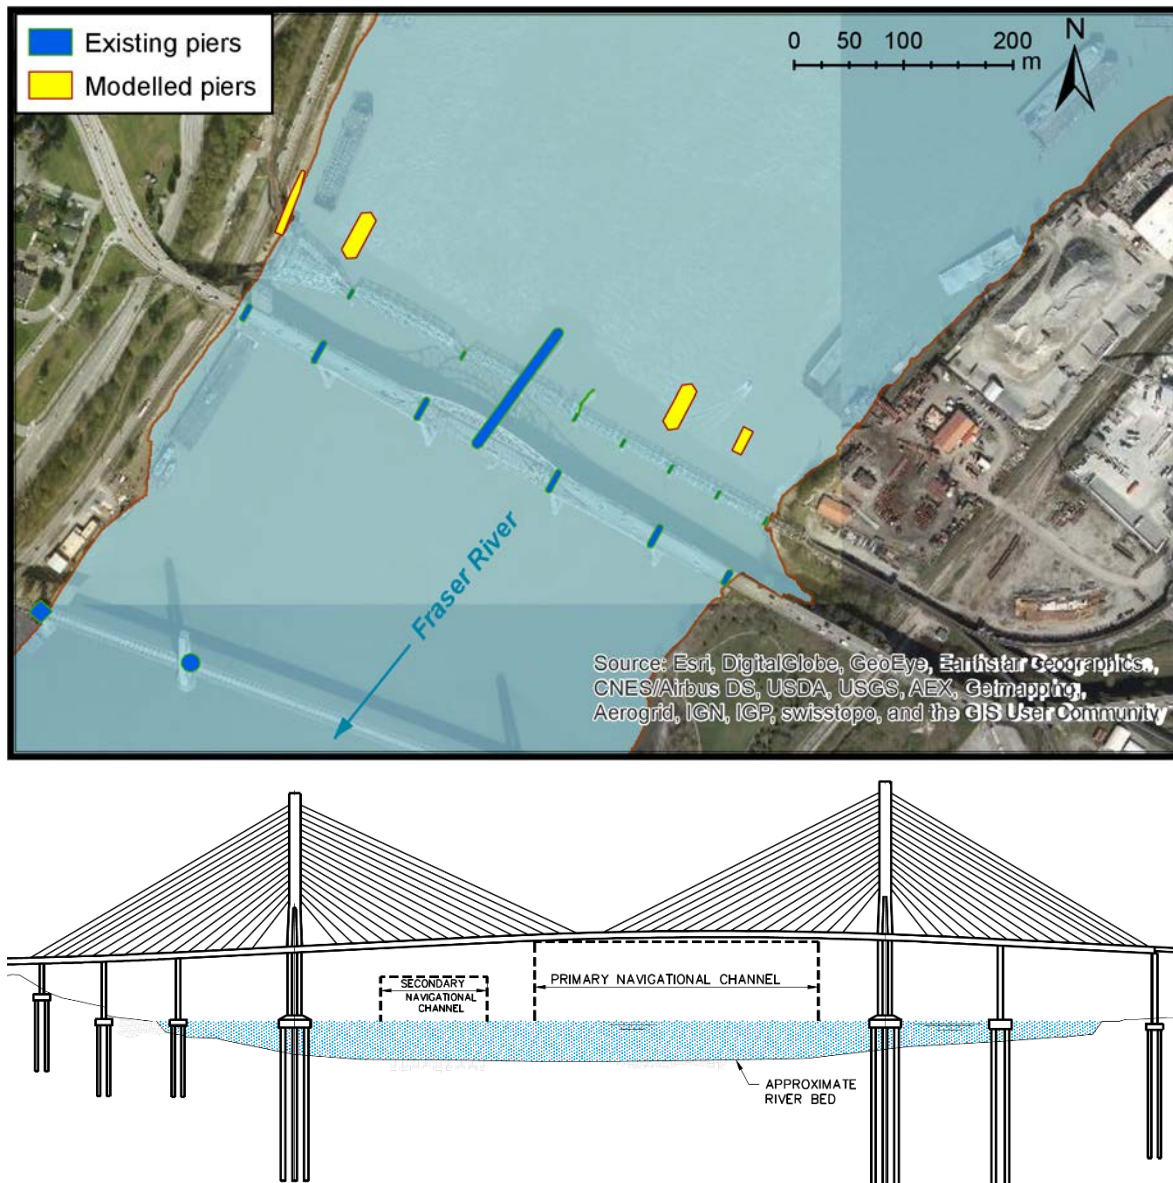 Existing piers
Modelled piers
0 50 100 200
m
N
Fraser River
Source: Esri, DigitalGlobe, GeoEye, Earthstar Geographics,
CNES/Airbus DS, USDA, USGS, AEX, Getmapping,
Aerogrid, IGN, IGP, swisstopo, and the GIS User Community
SECONDARY
NAVIGATIONAL
CHANNEL
PRIMARY NAVIGATIONAL CHANNEL
APPROXIMATE
RIVER BED